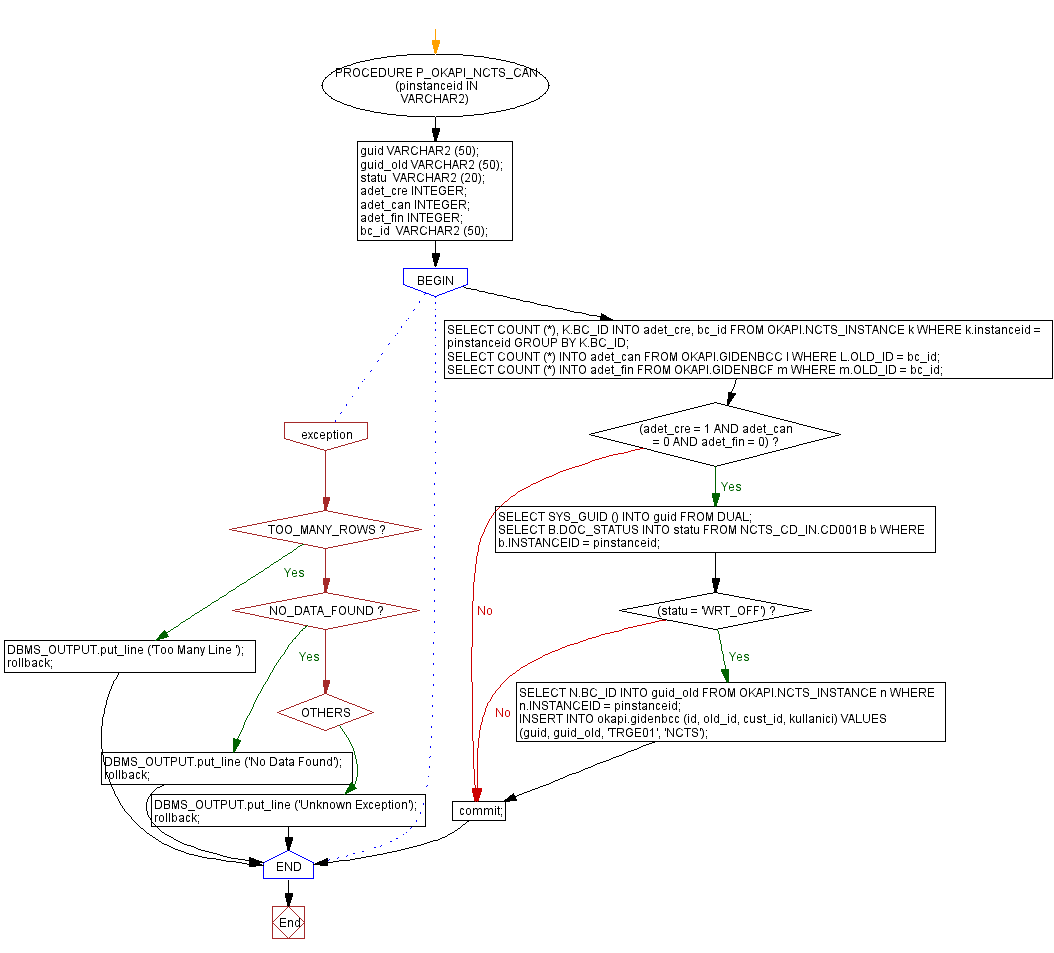 PROCEDURE P_OKAPI_NCTS_CAN
(pinstanceid IN
VARCHAR2)
guid VARCHAR2 (50);
guid_old VARCHAR2 (50);
statu  VARCHAR2 (20);
adet_cre INTEGER;
adet_can INTEGER;
adet_fin INTEGER;
bc_id  VARCHAR2 (50);
BEGIN
SELECT COUNT (*), K.BC_ID INTO adet_cre, bc_id FROM OKAPI.NCTS_INSTANCE k WHERE k.instanceid =
pinstanceid GROUP BY K.BC_ID;
SELECT COUNT (*) INTO adet_can FROM OKAPI.GIDENBCC l WHERE L.OLD_ID = bc_id;
SELECT COUNT (*) INTO adet_fin FROM OKAPI.GIDENBCF m WHERE m.OLD_ID = bc_id;
(adet_cre = 1 AND adet_can
= 0 AND adet_fin = 0) ?
Yes
SELECT SYS_GUID () INTO guid FROM DUAL;
SELECT B.DOC_STATUS INTO statu FROM NCTS_CD_IN.CD001B b WHERE
b.INSTANCEID = pinstanceid;
No
(statu = 'WRT_OFF') ?
Yes
SELECT N.BC_ID INTO guid_old FROM OKAPI.NCTS_INSTANCE n WHERE
n.INSTANCEID = pinstanceid;
INSERT INTO okapi.gidenbcc (id, old_id, cust_id, kullanici) VALUES
(guid, guid_old, 'TRGE01', 'NCTS');
No
commit;
exception
TOO_MANY_ROWS ?
Yes
DBMS_OUTPUT.put_line ('Too Many Line ');
rollback;
NO_DATA_FOUND ?
Yes
DBMS_OUTPUT.put_line ('No Data Found');
rollback;
OTHERS
DBMS_OUTPUT.put_line ('Unknown Exception');
rollback;
END
End